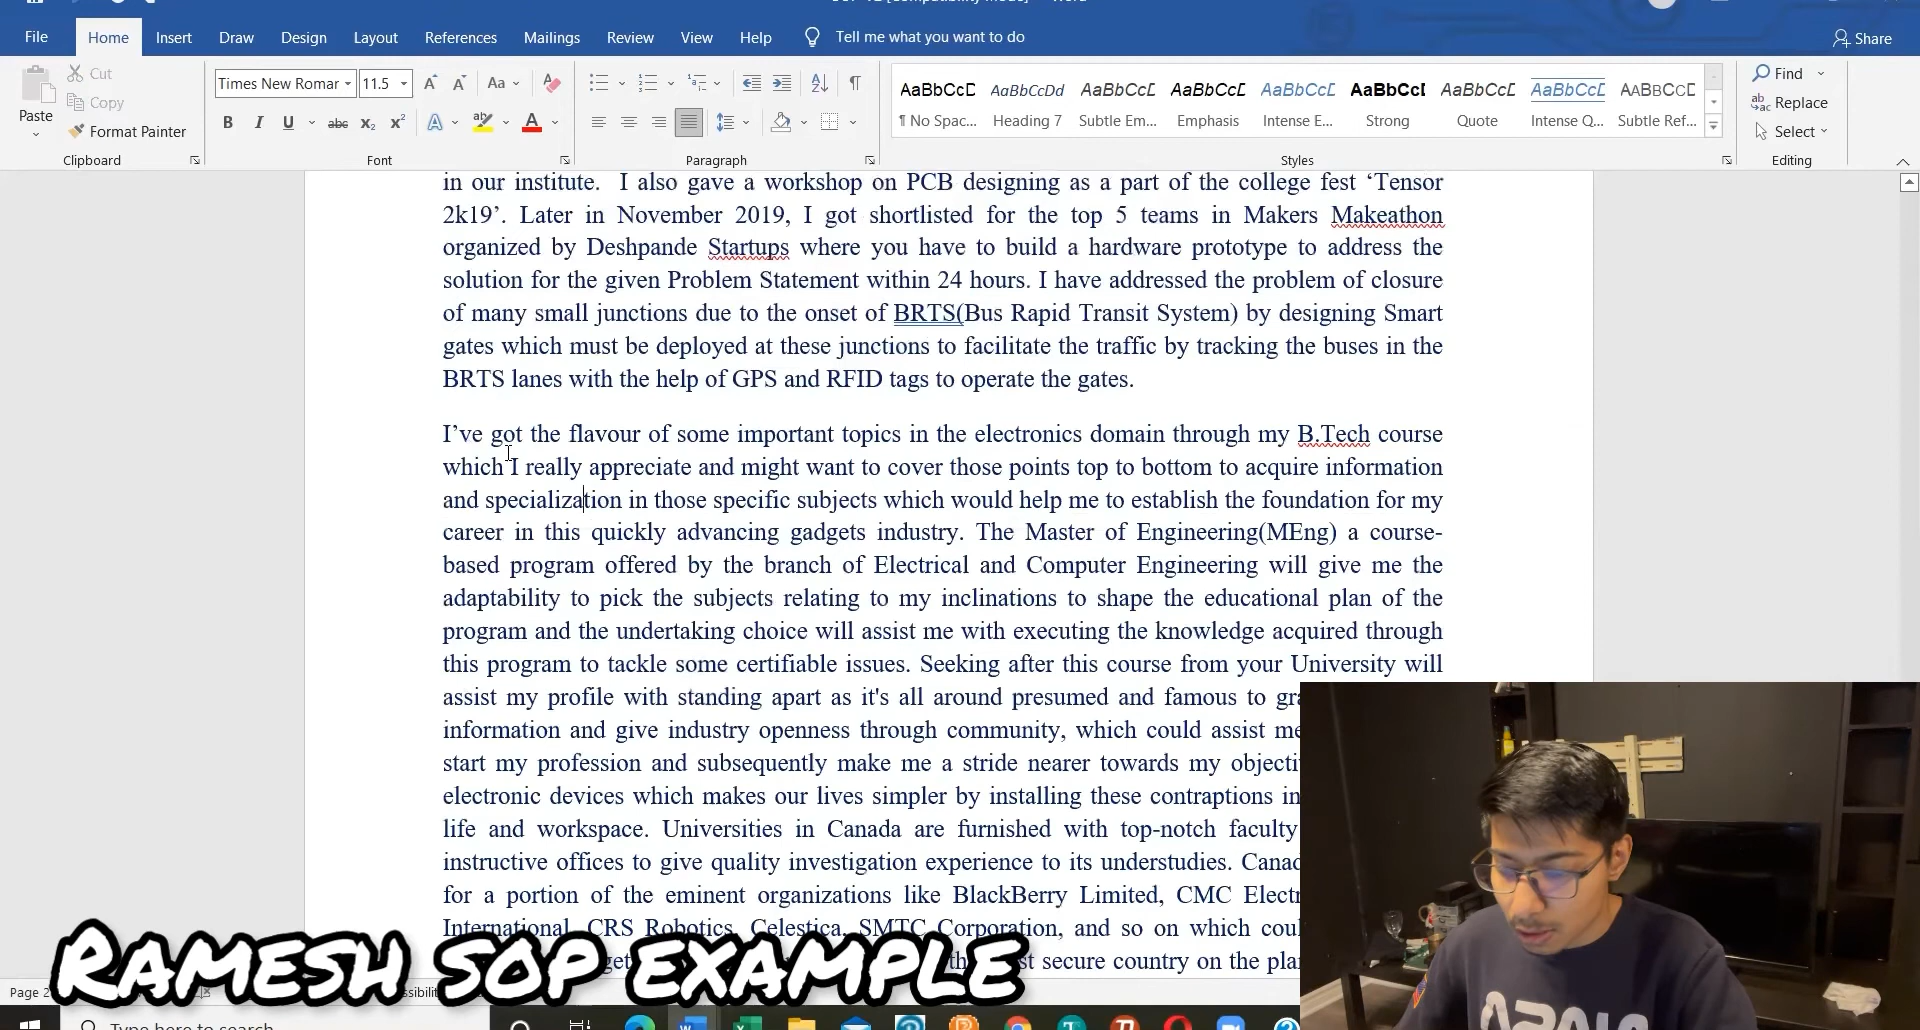 File Home Insert Draw Design Layout References Mailings Review View Help Tell me what you want to do Share
Cut
Copy
Format Painter
Paste
Clipboard
Times New Romar 11.5
Font
Paragraph
AaBbCcD AaBbCcDd AaBbCcD AaBbCcD AaBbCcD AaBbCcD AaBbCcD AaBbCcD AABBCCD
¶ No Spac... Heading 7 Subtle Em... Emphasis Intense E... Strong Quote Intense Q... Subtle Ref...
Styles
Find
Replace
Select
Editing
in our institute. I also gave a workshop on PCB designing as a part of the college fest ‘Tensor
2k19’. Later in November 2019, I got shortlisted for the top 5 teams in Makers Makeathon
organized by Deshpande Startups where you have to build a hardware prototype to address the
solution for the given Problem Statement within 24 hours. I have addressed the problem of closure
of many small junctions due to the onset of BRTS(Bus Rapid Transit System) by designing Smart
gates which must be deployed at these junctions to facilitate the traffic by tracking the buses in the
BRTS lanes with the help of GPS and RFID tags to operate the gates.
I’ve got the flavour of some important topics in the electronics domain through my B.Tech course
which I really appreciate and might want to cover those points top to bottom to acquire information
and specialization in those specific subjects which would help me to establish the foundation for my
career in this quickly advancing gadgets industry. The Master of Engineering(MEng) a course-
based program offered by the branch of Electrical and Computer Engineering will give me the
adaptability to pick the subjects relating to my inclinations to shape the educational plan of the
program and the undertaking choice will assist me with executing the knowledge acquired through
this program to tackle some certifiable issues. Seeking after this course from your University will
assist my profile with standing apart as it's all around presumed and famous to
information and give industry openness through community, which could assist
start my profession and subsequently make me a stride nearer towards my
electronic devices which makes our lives simpler by installing these contraptions
life and workspace. Universities in Canada are furnished with top-notch faculty
instructive offices to give quality investigation experience to its understudies.
for a portion of the eminent organizations like BlackBerry Limited, CMC
International, CRS Robotics, Celestica, SMTC Corporation, and so on which
secure country on the
RAMESH SOP EXAMPLE
Type here to search